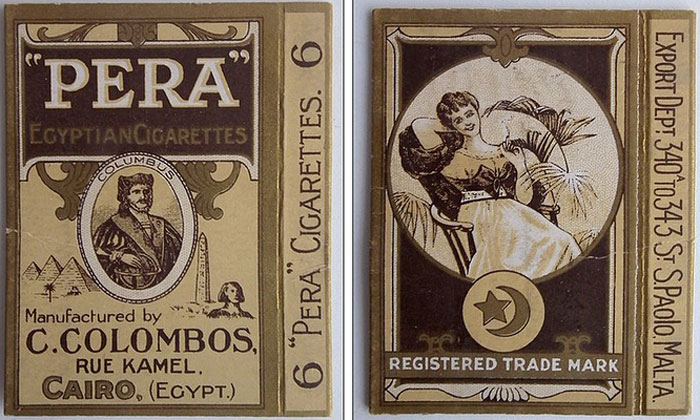 "PERA"
EGYPTIAN CIGARETTES
COLUMBUS
Manufactured by
C. COLOMBOS,
RUE KAMEL,
CAIRO, (EGYPT.)
6 "PERA" CIGARETTES. 6
REGISTERED TRADE MARK
EXPORT DEPT. 340A TO 343 ST. S. PAOLO, MALTA.